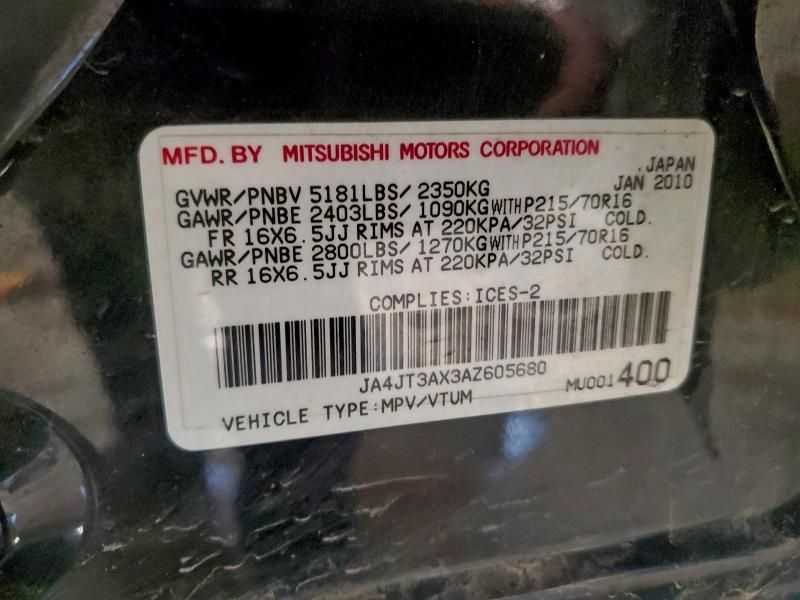 MFD. BY MITSUBISHI MOTORS CORPORATION
JAPAN
GVWR/PNBV 5181LBS/ 2350KG JAN 2010
GAWR/PNBE 2403LBS/ 1090KG WITH P215/70R16
FR 16X6.5JJ RIMS AT 220KPA/32PSI COLD.
GAWR/PNBE 2800LBS/ 1270KG WITH P215/70R16
RR 16X6.5JJ RIMS AT 220KPA/32PSI COLD.
COMPLIES:ICES-2
JA4JT3AX3AZ605680
MU001400
VEHICLE TYPE:MPV/VTUM